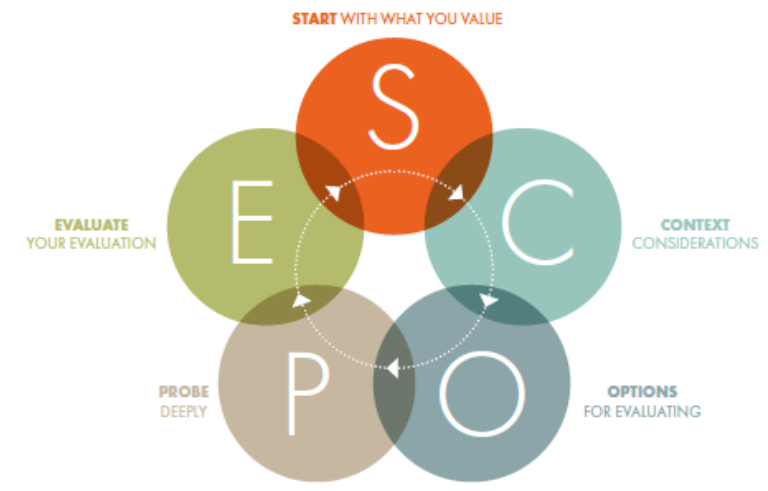 START WITH WHAT YOU VALUE
S
C
CONTEXT
CONSIDERATIONS
O
OPTIONS
FOR EVALUATING
P
PROBE
DEEPLY
E
EVALUATE
YOUR EVALUATION